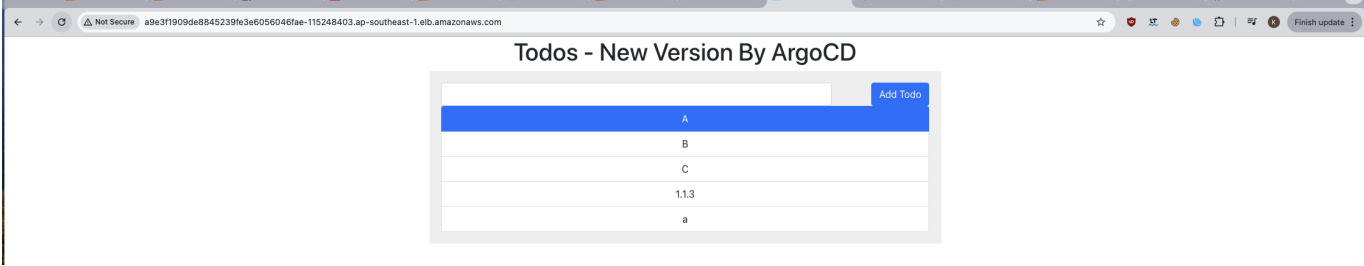 Not Secure a9e3f1909de8845239fe3e6056046fae-115248403.ap-southeast-1.elb.amazonaws.com K Finish update
Todos - New Version By ArgoCD
Add Todo
A
B
C
1.1.3
a